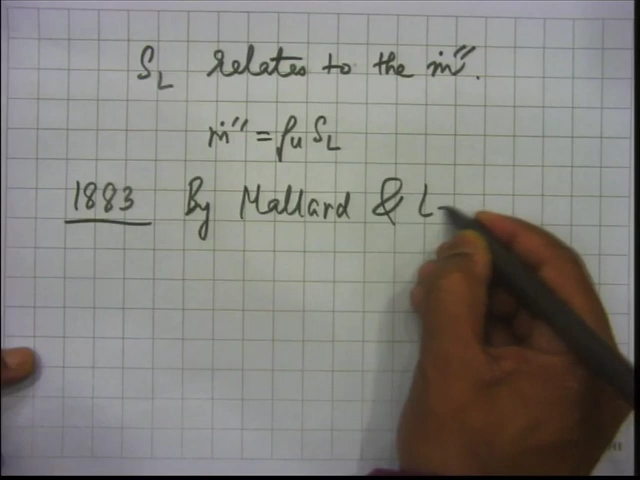 S_L relates to the ṁ″.
ṁ″ = ρ_u S_L
1883 By Mallard & L